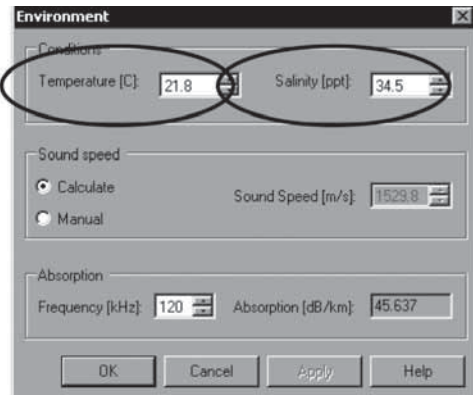 Environment
Conditions
Temperature [C]: 21.8 Salinity [ppt]: 34.5
Sound speed
Calculate
Sound Speed [m/s]: 1529.8
Manual
Absorption
Frequency [kHz]: 120 Absorption [dB/km]: 45.637
OK Cancel Apply Help